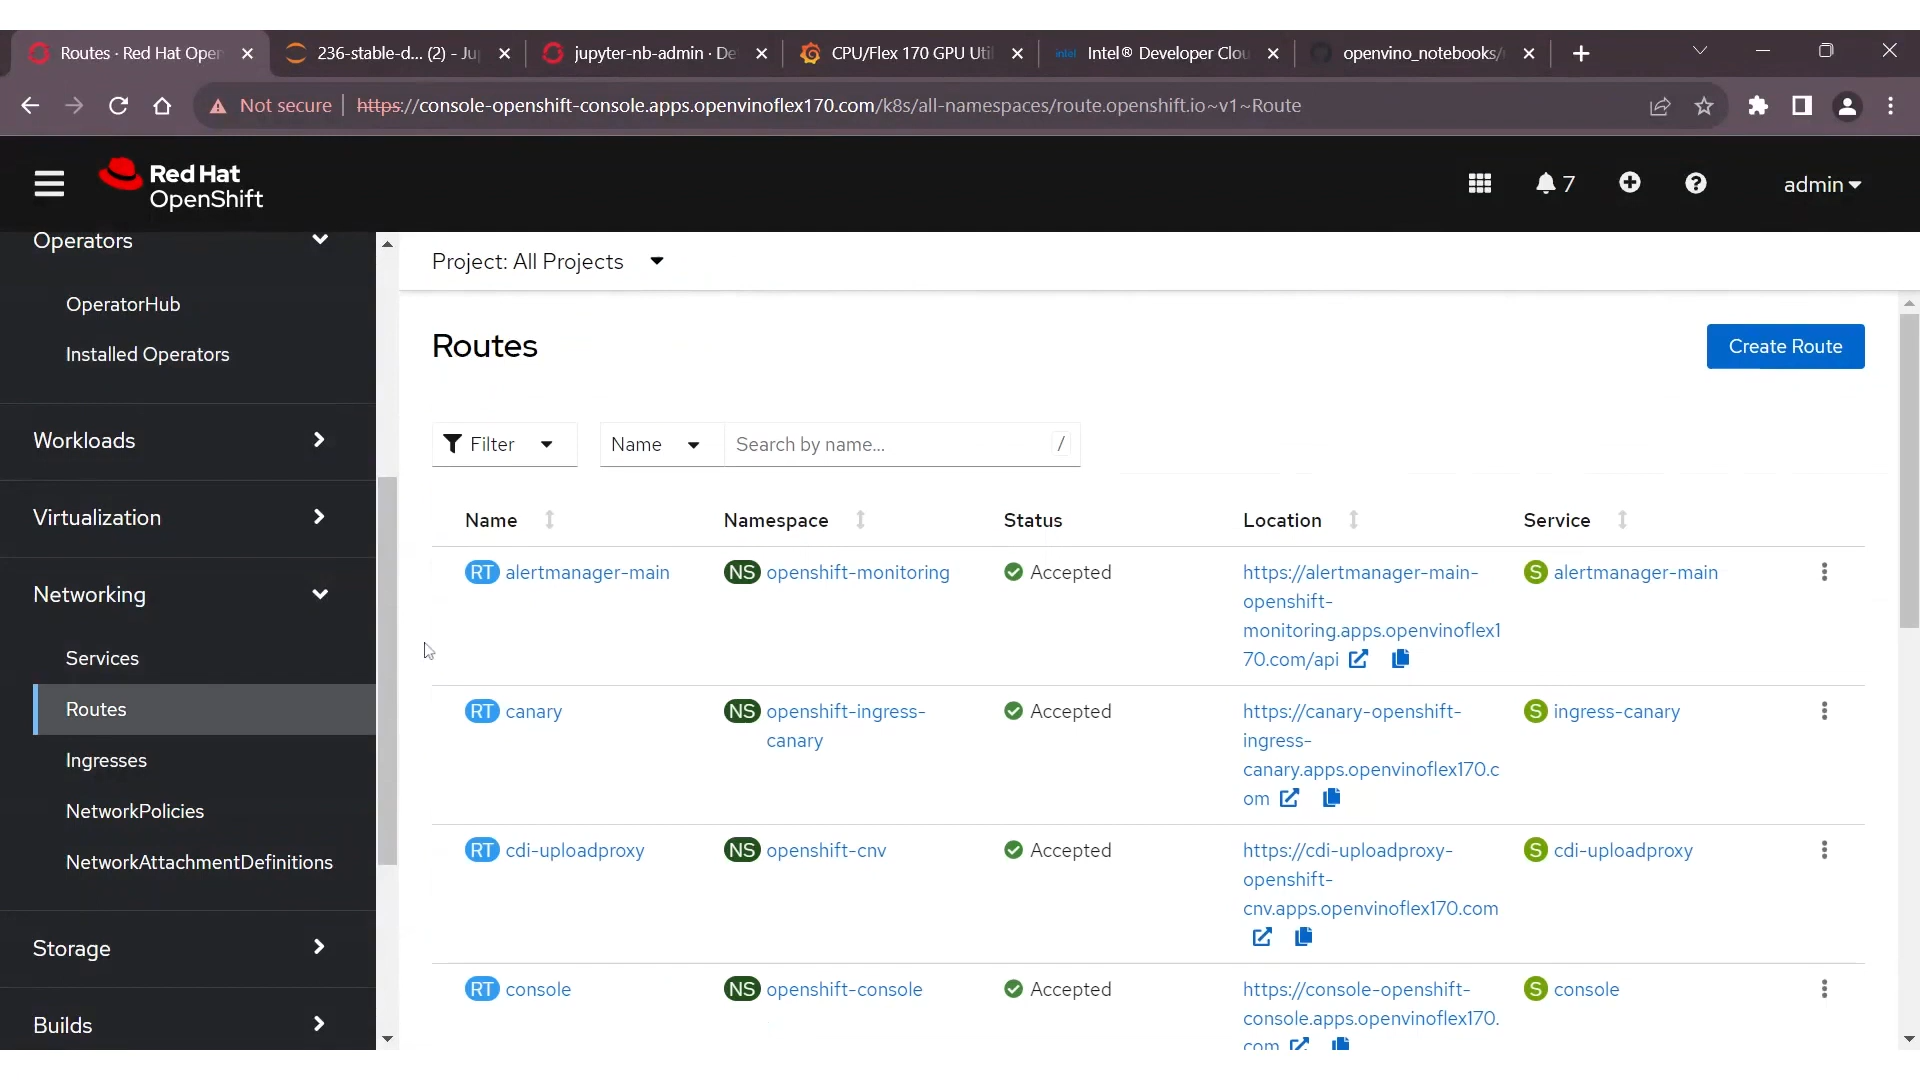 Routes · Red Hat Oper
236-stable-d... (2) - Ju
jupyter-nb-admin · De
CPU/Flex 170 GPU Uti
intel Intel® Developer Clou
openvino_notebooks/
Not secure https://console-openshift-console.apps.openvinoflex170.com/k8s/all-namespaces/route.openshift.io~v1~Route
Red Hat
OpenShift
7
admin
Operators
OperatorHub
Installed Operators
Workloads
Virtualization
Networking
Services
Routes
Ingresses
NetworkPolicies
NetworkAttachmentDefinitions
Storage
Builds
Project: All Projects
Routes
Create Route
Filter
Name
Search by name...
/
Name Namespace Status Location Service
RT alertmanager-main NS openshift-monitoring Accepted https://alertmanager-main- S alertmanager-main
openshift-
monitoring.apps.openvinoflex1
70.com/api
RT canary NS openshift-ingress- Accepted https://canary-openshift- S ingress-canary
canary ingress-
canary.apps.openvinoflex170.c
om
RT cdi-uploadproxy NS openshift-cnv Accepted https://cdi-uploadproxy- S cdi-uploadproxy
openshift-
cnv.apps.openvinoflex170.com
RT console NS openshift-console Accepted https://console-openshift- S console
console.apps.openvinoflex170.
com